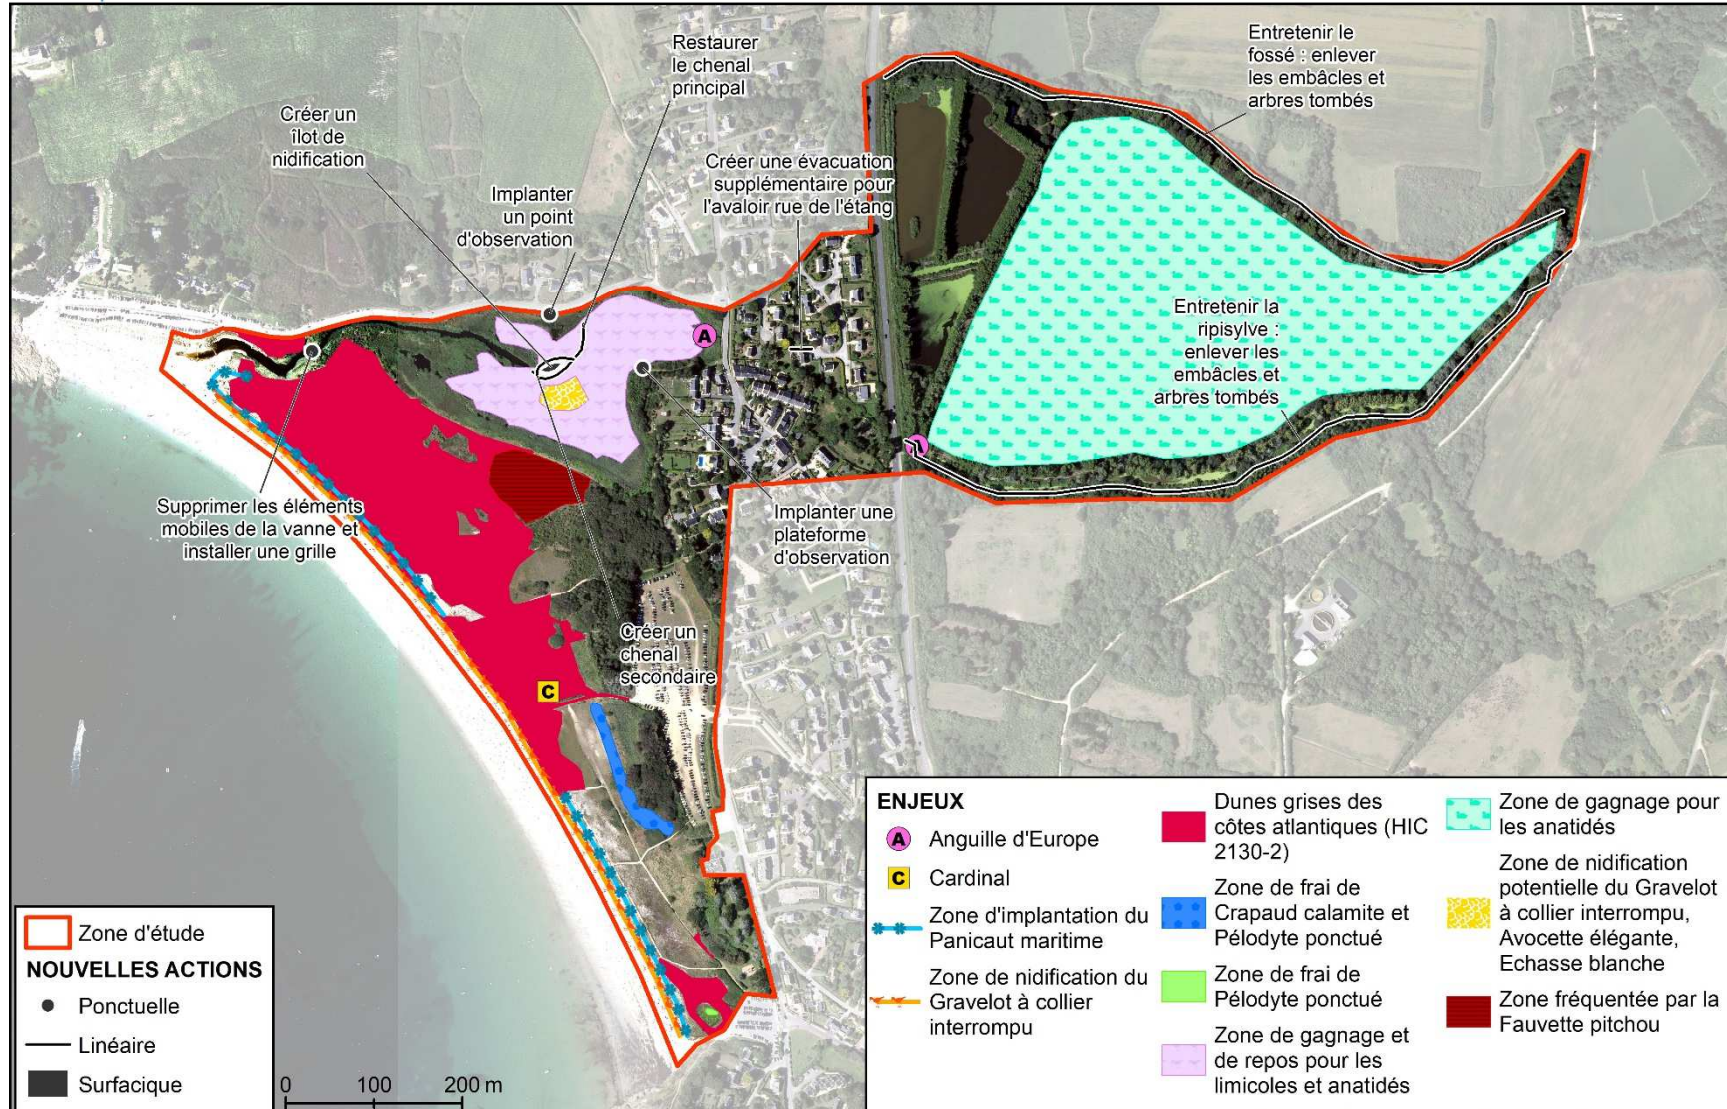 Restaurer
le chenal
principal
Entretenir le
fossé : enlever
les embâcles et
arbres tombés
Créer un
îlot de
nidification
Créer une évacuation
supplémentaire pour
l'avaloir rue de l'étang
Implanter
un point
d'observation
A
Entretenir la
ripisylve :
enlever les
embâcles et
arbres tombés
A
Supprimer les éléments
mobiles de la vanne et
installer une grille
Implanter une
plateforme
d'observation
Créer un
chenal
secondaire
C
Zone d'étude
NOUVELLES ACTIONS
Ponctuelle
Linéaire
Surfacique
0 100 200 m
ENJEUX
A Anguille d'Europe
C Cardinal
Zone d'implantation du
Panicaut maritime
Zone de nidification du
Gravelot à collier
interrompu
Dunes grises des
côtes atlantiques (HIC
2130-2)
Zone de frai de
Crapaud calamite et
Pélodyte ponctué
Zone de frai de
Pélodyte ponctué
Zone de gagnage et
de repos pour les
limicoles et anatidés
Zone de gagnage pour
les anatidés
Zone de nidification
potentielle du Gravelot
à collier interrompu,
Avocette élégante,
Echasse blanche
Zone fréquentée par la
Fauvette pitchou